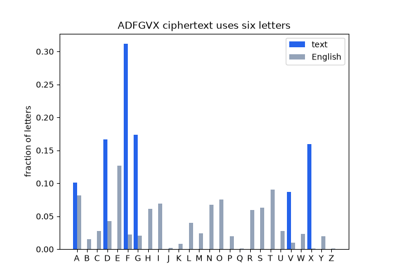 ADFGVX ciphertext uses six letters
text
English
fraction of letters
0.30
0.25
0.20
0.15
0.10
0.05
0.00
A B C D E F G H I J K L M N O P Q R S T U V W X Y Z